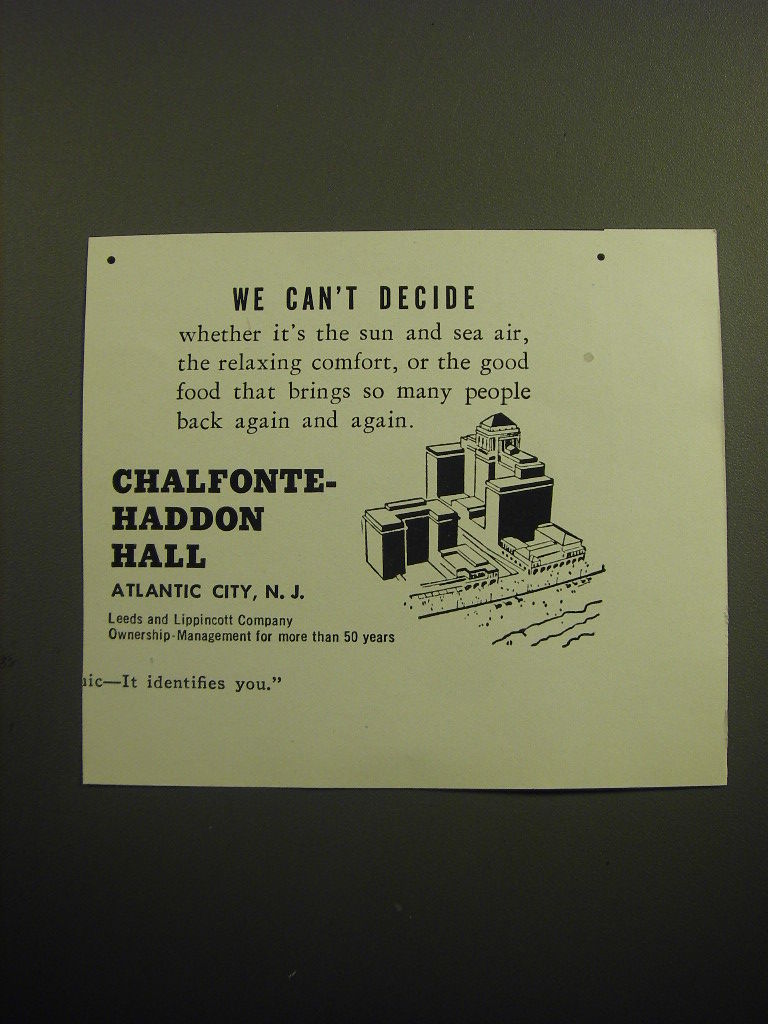 WE CAN'T DECIDE
whether it's the sun and sea air,
the relaxing comfort, or the good
food that brings so many people
back again and again.
CHALFONTE-
HADDON
HALL
ATLANTIC CITY, N. J.
Leeds and Lippincott Company
Ownership-Management for more than 50 years
—It identifies you."